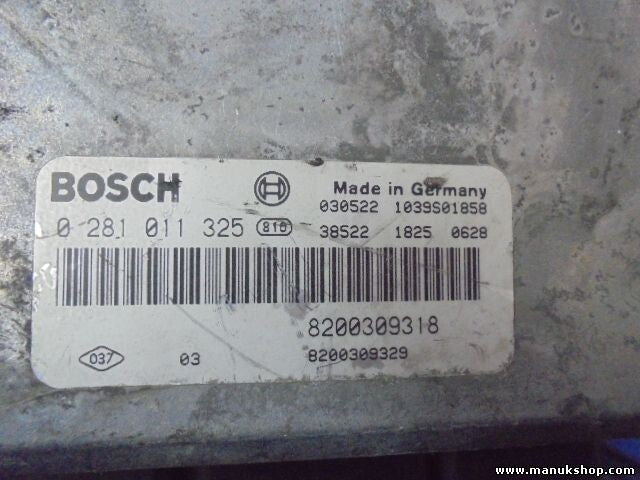 BOSCH
Made in Germany
030522 1039S01858
0 281 011 325 816
38522 1825 0628
8200309318
037 03 8200309329
www.manukshop.com